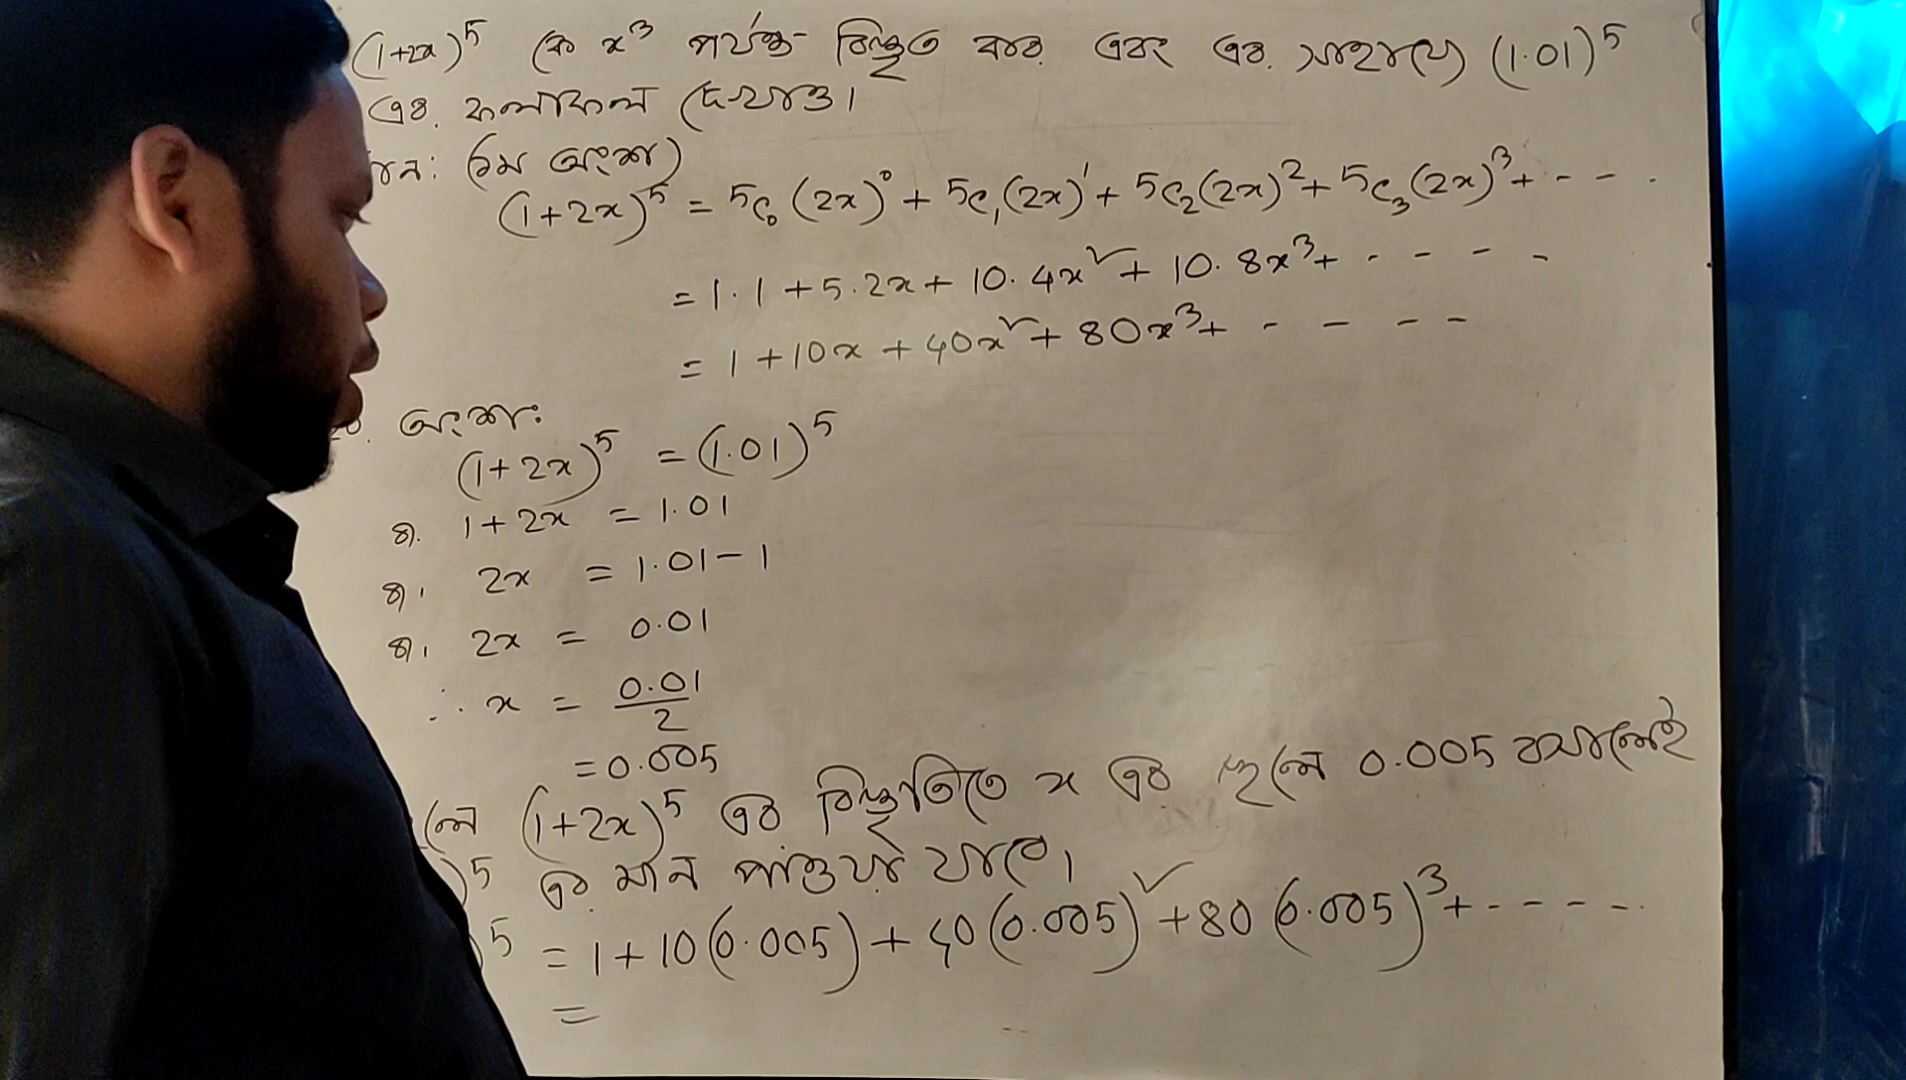 (1+2x)⁵ কে x³ পর্যন্ত বিস্তৃত কর এবং এর সাহায্যে (1.01)⁵
এর ফলাফল দেখাও।
ধান: (১ম অংশ)
(1+2x)⁵ = 5c₀ (2x)⁰ + 5c₁(2x)¹ + 5c₂(2x)² + 5c₃(2x)³ + - - - .
= 1.1 + 5.2x + 10.4x² + 10.8x³ + - - - -
= 1 + 10x + 40x² + 80x³ + - - - -
অংশ:
(1+2x)⁵ = (1.01)⁵
বা, 1 + 2x = 1.01
বা, 2x = 1.01 - 1
বা, 2x = 0.01
∴ x = 0.01/2
= 0.005
(1+2x)⁵ এর বিস্তৃতিতে x এর স্থলে 0.005 বসালেই
)⁵ এর মান পাওয়া যাবে।
)⁵ = 1 + 10(0.005) + 40(0.005)² + 80(0.005)³ + - - - - -
=